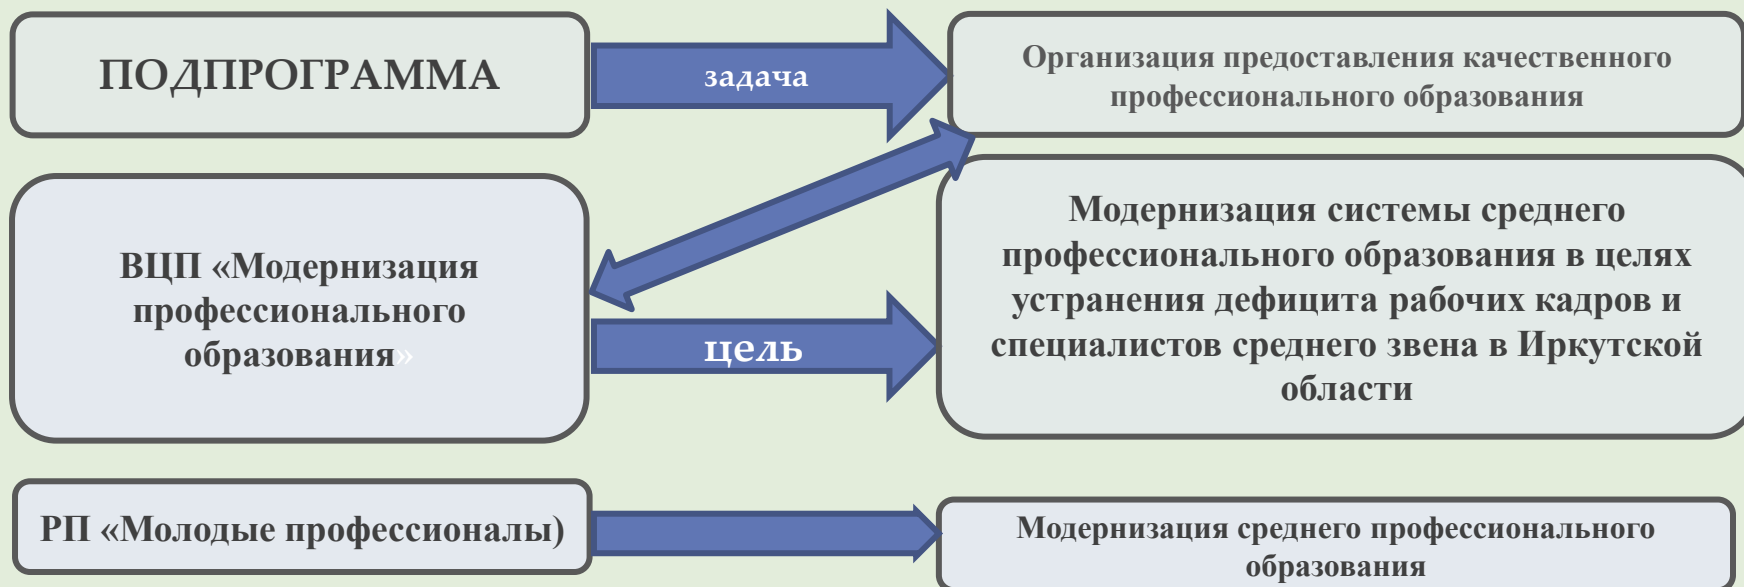 ПОДПРОГРАММА
задача
Организация предоставления качественного
профессионального образования
ВЦП «Модернизация
профессионального
образования»
цель
Модернизация системы среднего
профессионального образования в целях
устранения дефицита рабочих кадров и
специалистов среднего звена в Иркутской
области
РП «Молодые профессионалы)
Модернизация среднего профессионального
образования